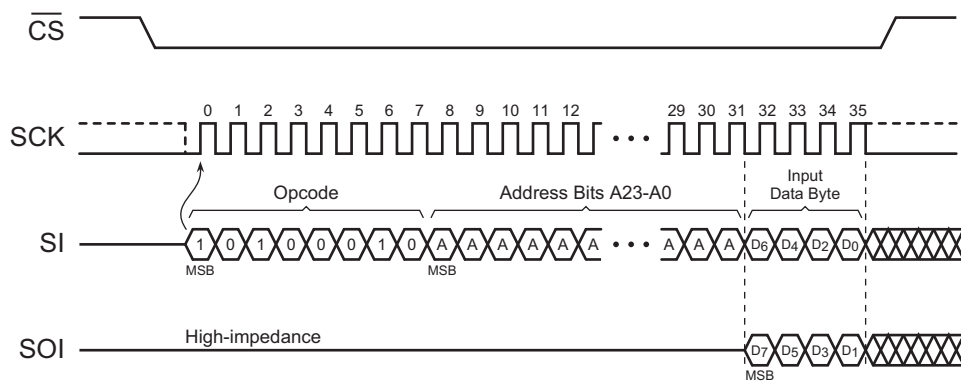 C̅S̅
0 1 2 3 4 5 6 7 8 9 10 11 12 29 30 31 32 33 34 35
SCK
Opcode Address Bits A23-A0 Input
Data Byte
SI 1 0 1 0 0 0 1 0 A A A A A A A A A D6 D4 D2 D0
MSB MSB
High-impedance
SOI D7 D5 D3 D1
MSB